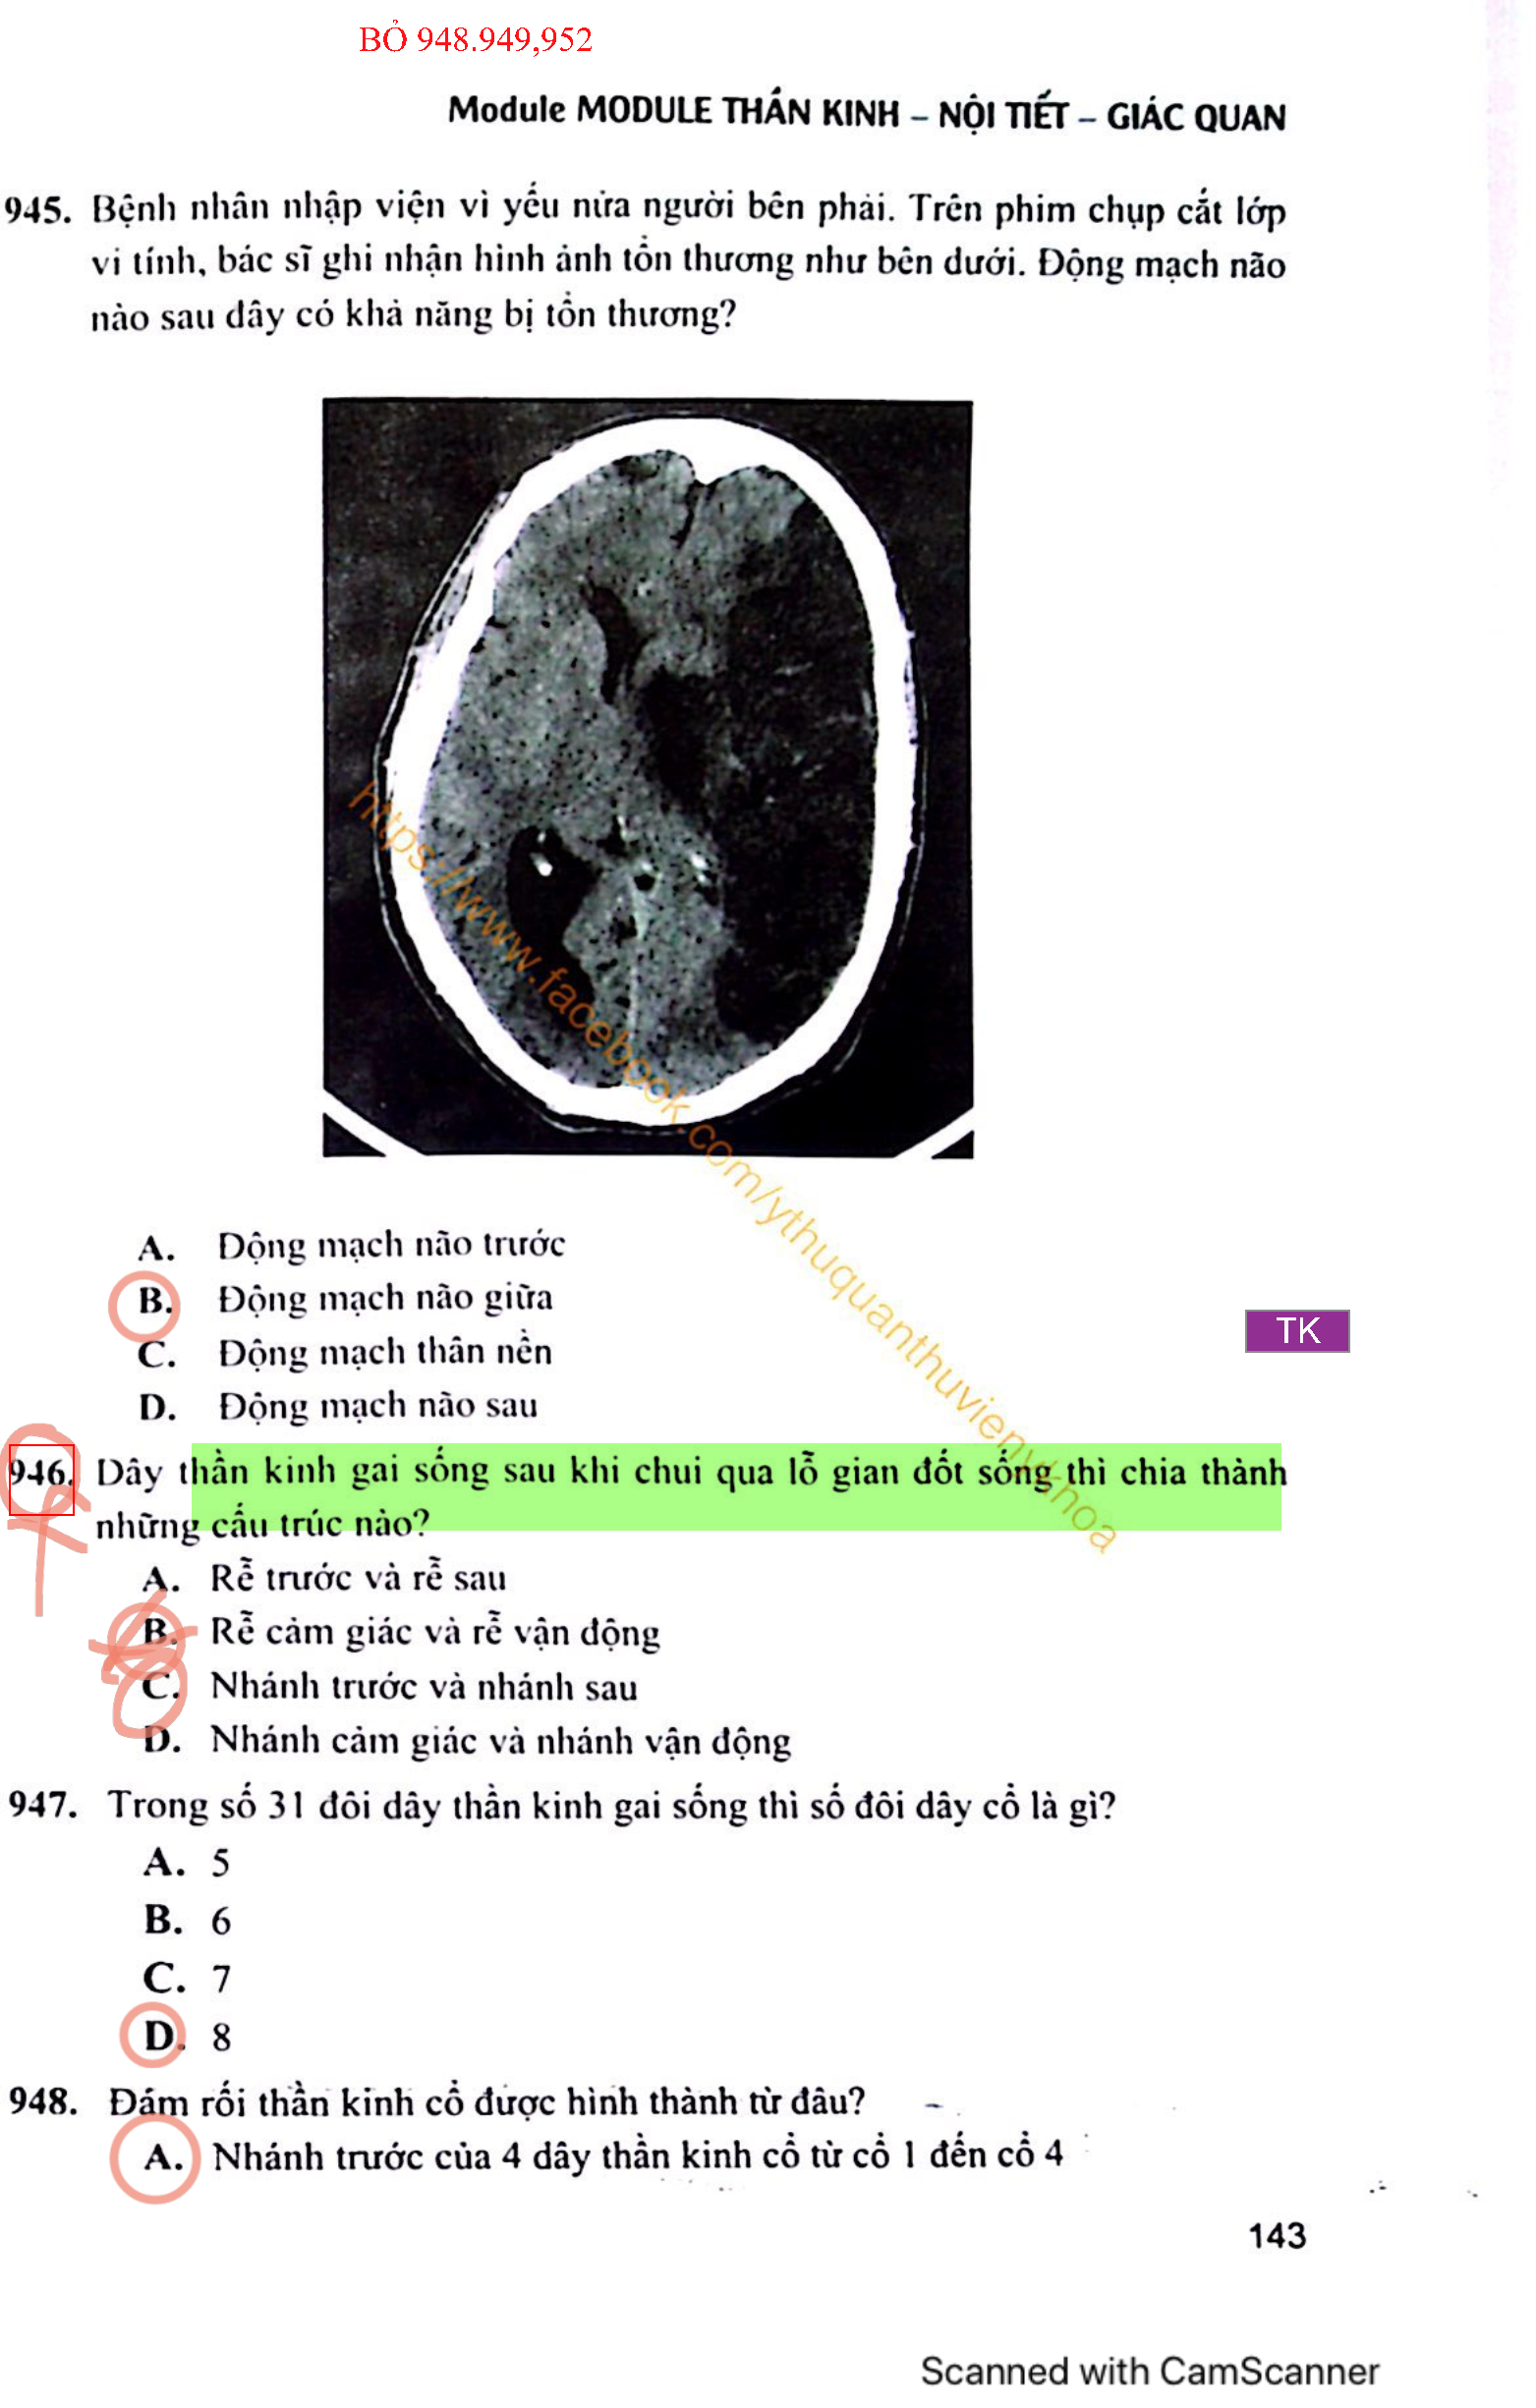 BỎ 948.949,952
Module MODULE THẦN KINH – NỘI TIẾT – GIÁC QUAN
945. Bệnh nhân nhập viện vì yếu nửa người bên phải. Trên phim chụp cắt lớp
vi tính, bác sĩ ghi nhận hình ảnh tổn thương như bên dưới. Động mạch não
nào sau đây có khả năng bị tổn thương?
https://www.facebook.com/ythuquanthuvienykhoa
A. Động mạch não trước
B. Động mạch não giữa
C. Động mạch thân nền
TK
D. Động mạch não sau
946. Dây thần kinh gai sống sau khi chui qua lỗ gian đốt sống thì chia thành
những cấu trúc nào?
A. Rễ trước và rễ sau
B. Rễ cảm giác và rễ vận động
C. Nhánh trước và nhánh sau
D. Nhánh cảm giác và nhánh vận động
947. Trong số 31 đôi dây thần kinh gai sống thì số đôi dây cổ là gì?
A. 5
B. 6
C. 7
D. 8
948. Đám rối thần kinh cổ được hình thành từ đâu?
A. Nhánh trước của 4 dây thần kinh cổ từ cổ 1 đến cổ 4
143
Scanned with CamScanner